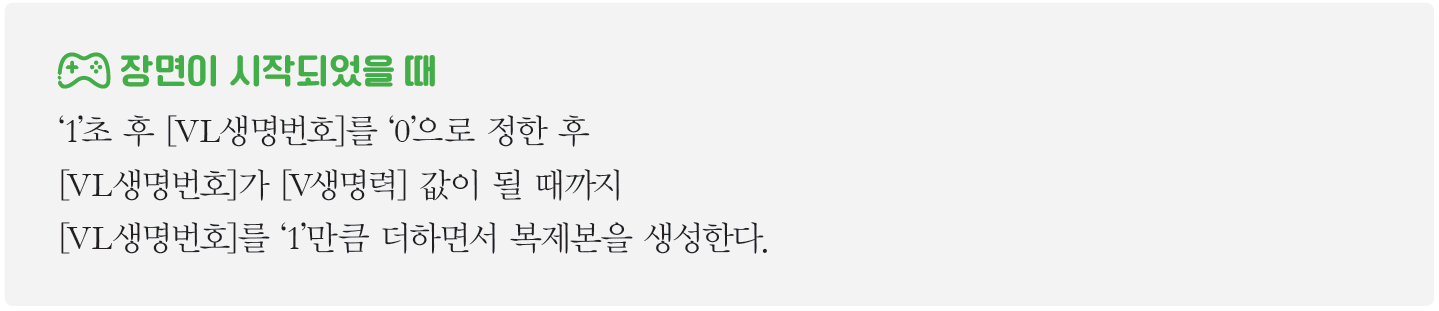 장면이 시작되었을 때
‘1’초 후 [VL생명번호]를 ‘0’으로 정한 후
[VL생명번호]가 [V생명력] 값이 될 때까지
[VL생명번호]를 ‘1’만큼 더하면서 복제본을 생성한다.